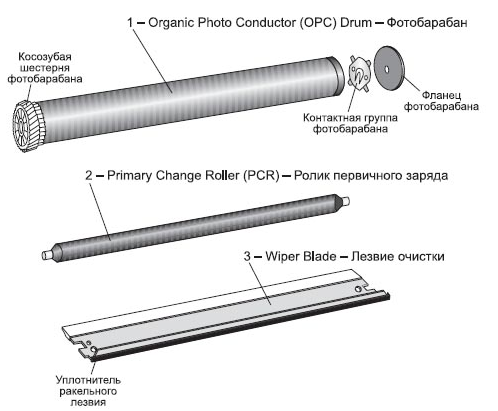 1 – Organic Photo Conductor (OPC) Drum – Фотобарабан
Косозубая
шестерня
фотобарабана
Фланец
фотобарабана
Контактная группа
фотобарабана
2 – Primary Change Roller (PCR) – Ролик первичного заряда
3 – Wiper Blade – Лезвие очистки
Уплотнитель
ракельного
лезвия